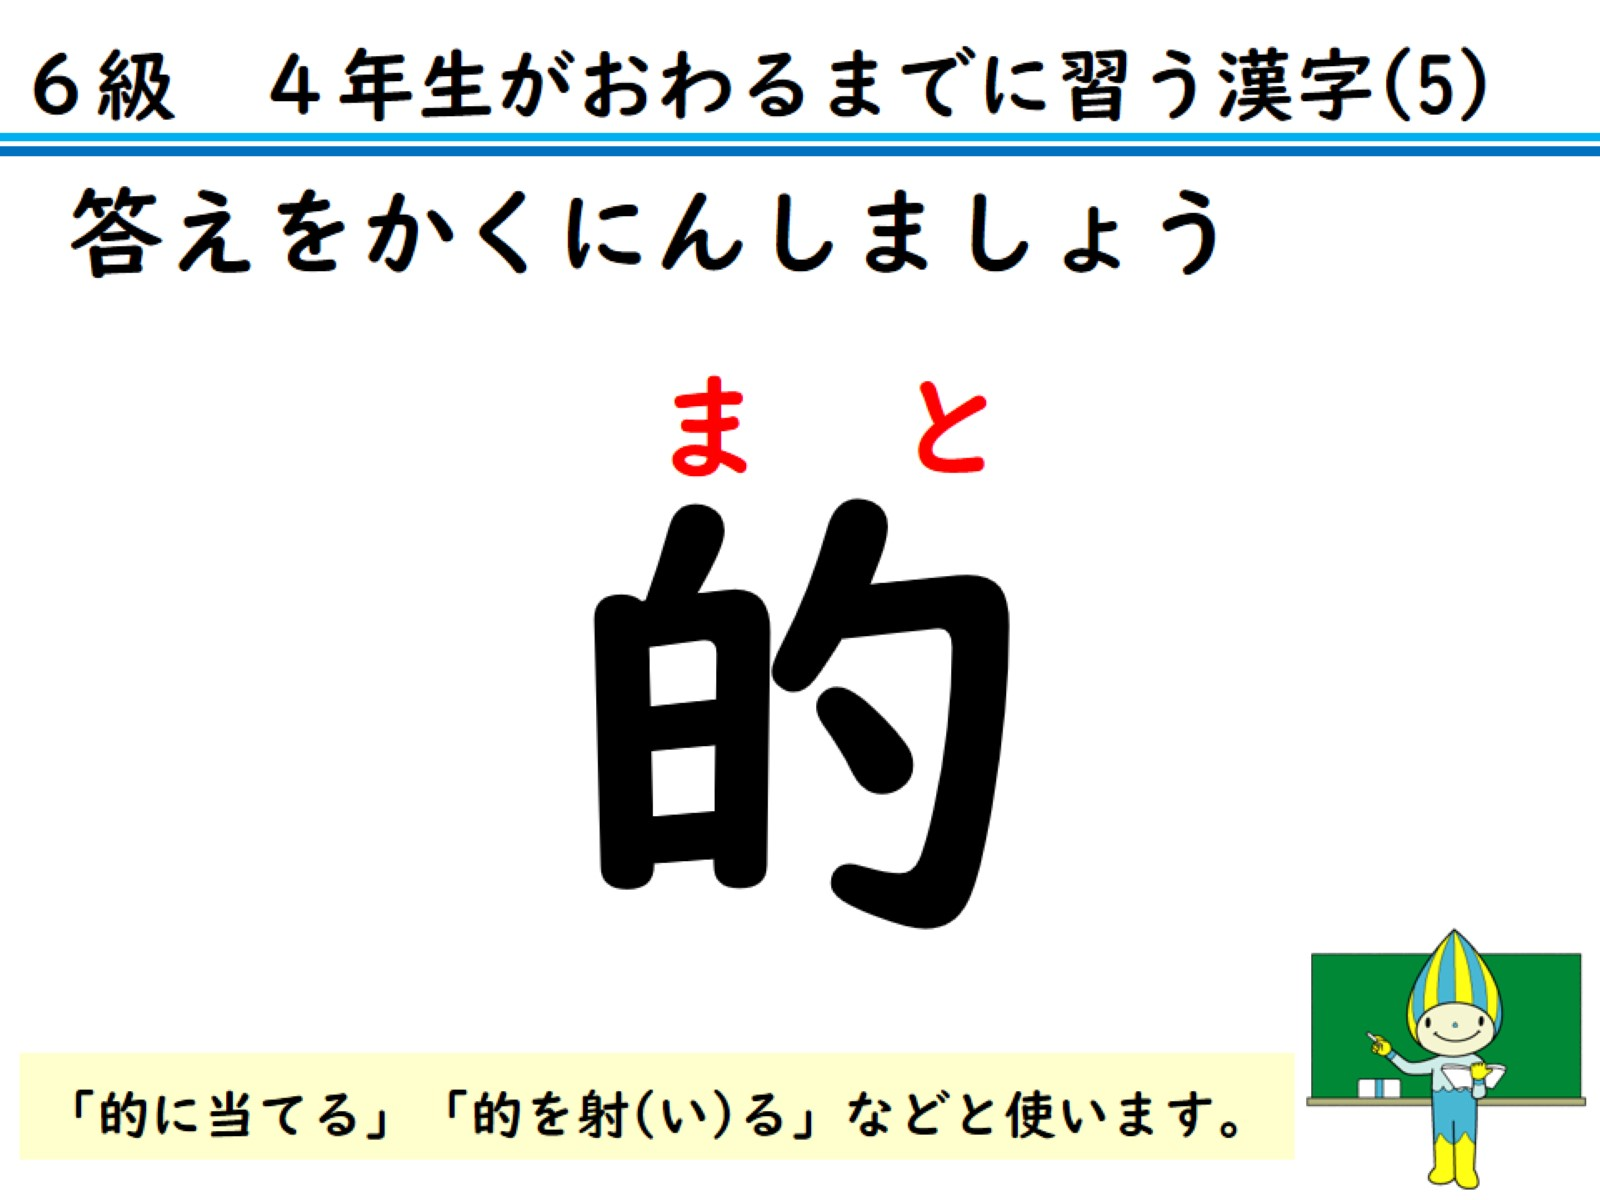 ６級　４年生がおわるまでに習う漢字(5)
答えをかくにんしましょう
まと
的
「的に当てる」「的を射(い)る」などと使います。